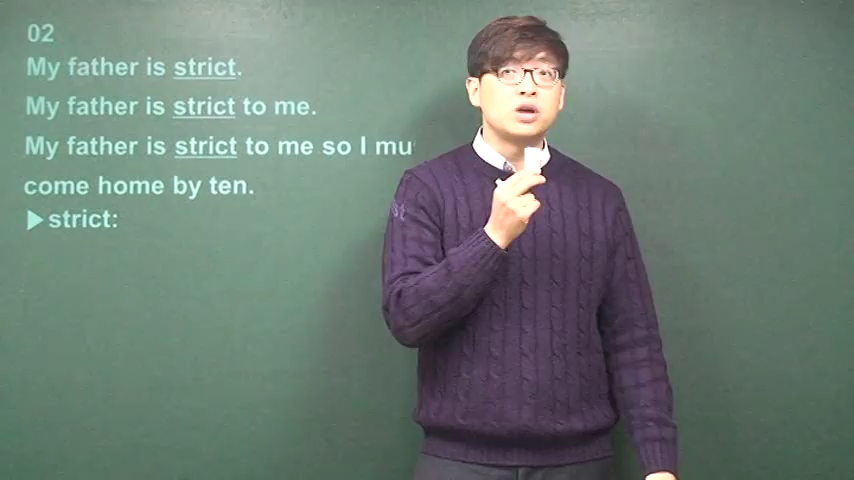 02
My father is strict.
My father is strict to me.
My father is strict to me so I
come home by ten.
▶strict: